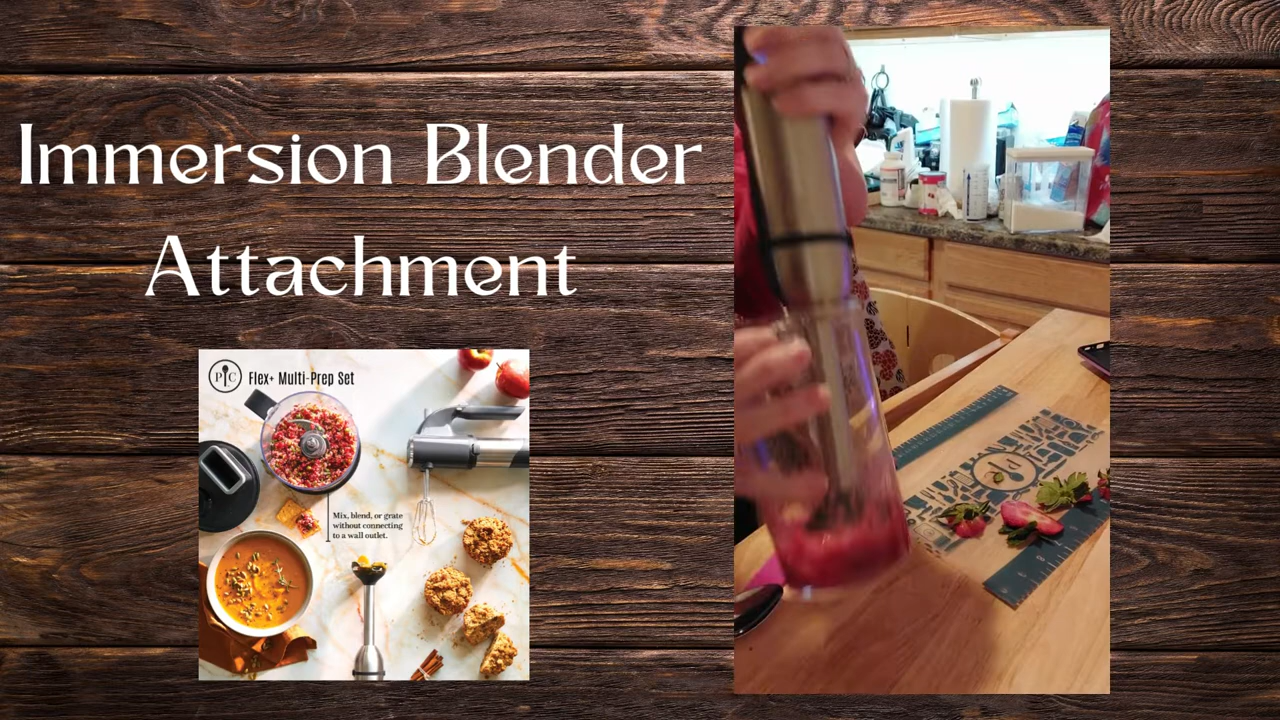 Immersion Blender
Attachment
PC
Flex+ Multi-Prep Set
Mix, blend, or grate
without connecting
to a wall outlet.